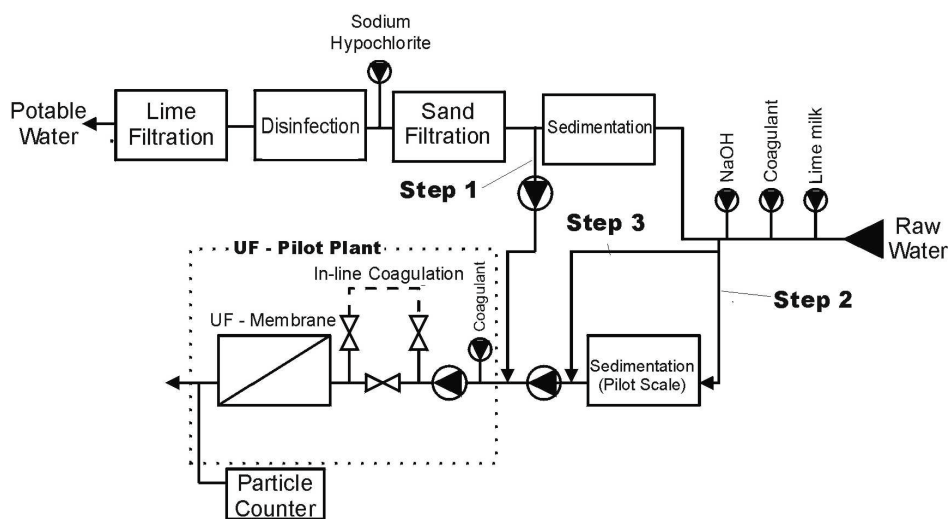 Sodium
Hypochlorite
Potable
Water
Lime
Filtration
Disinfection
Sand
Filtration
Sedimentation
NaOH
Coagulant
Lime milk
Raw
Water
Step 1
Step 3
Step 2
UF - Pilot Plant
In-line Coagulation
Coagulant
UF - Membrane
Sedimentation
(Pilot Scale)
Particle
Counter